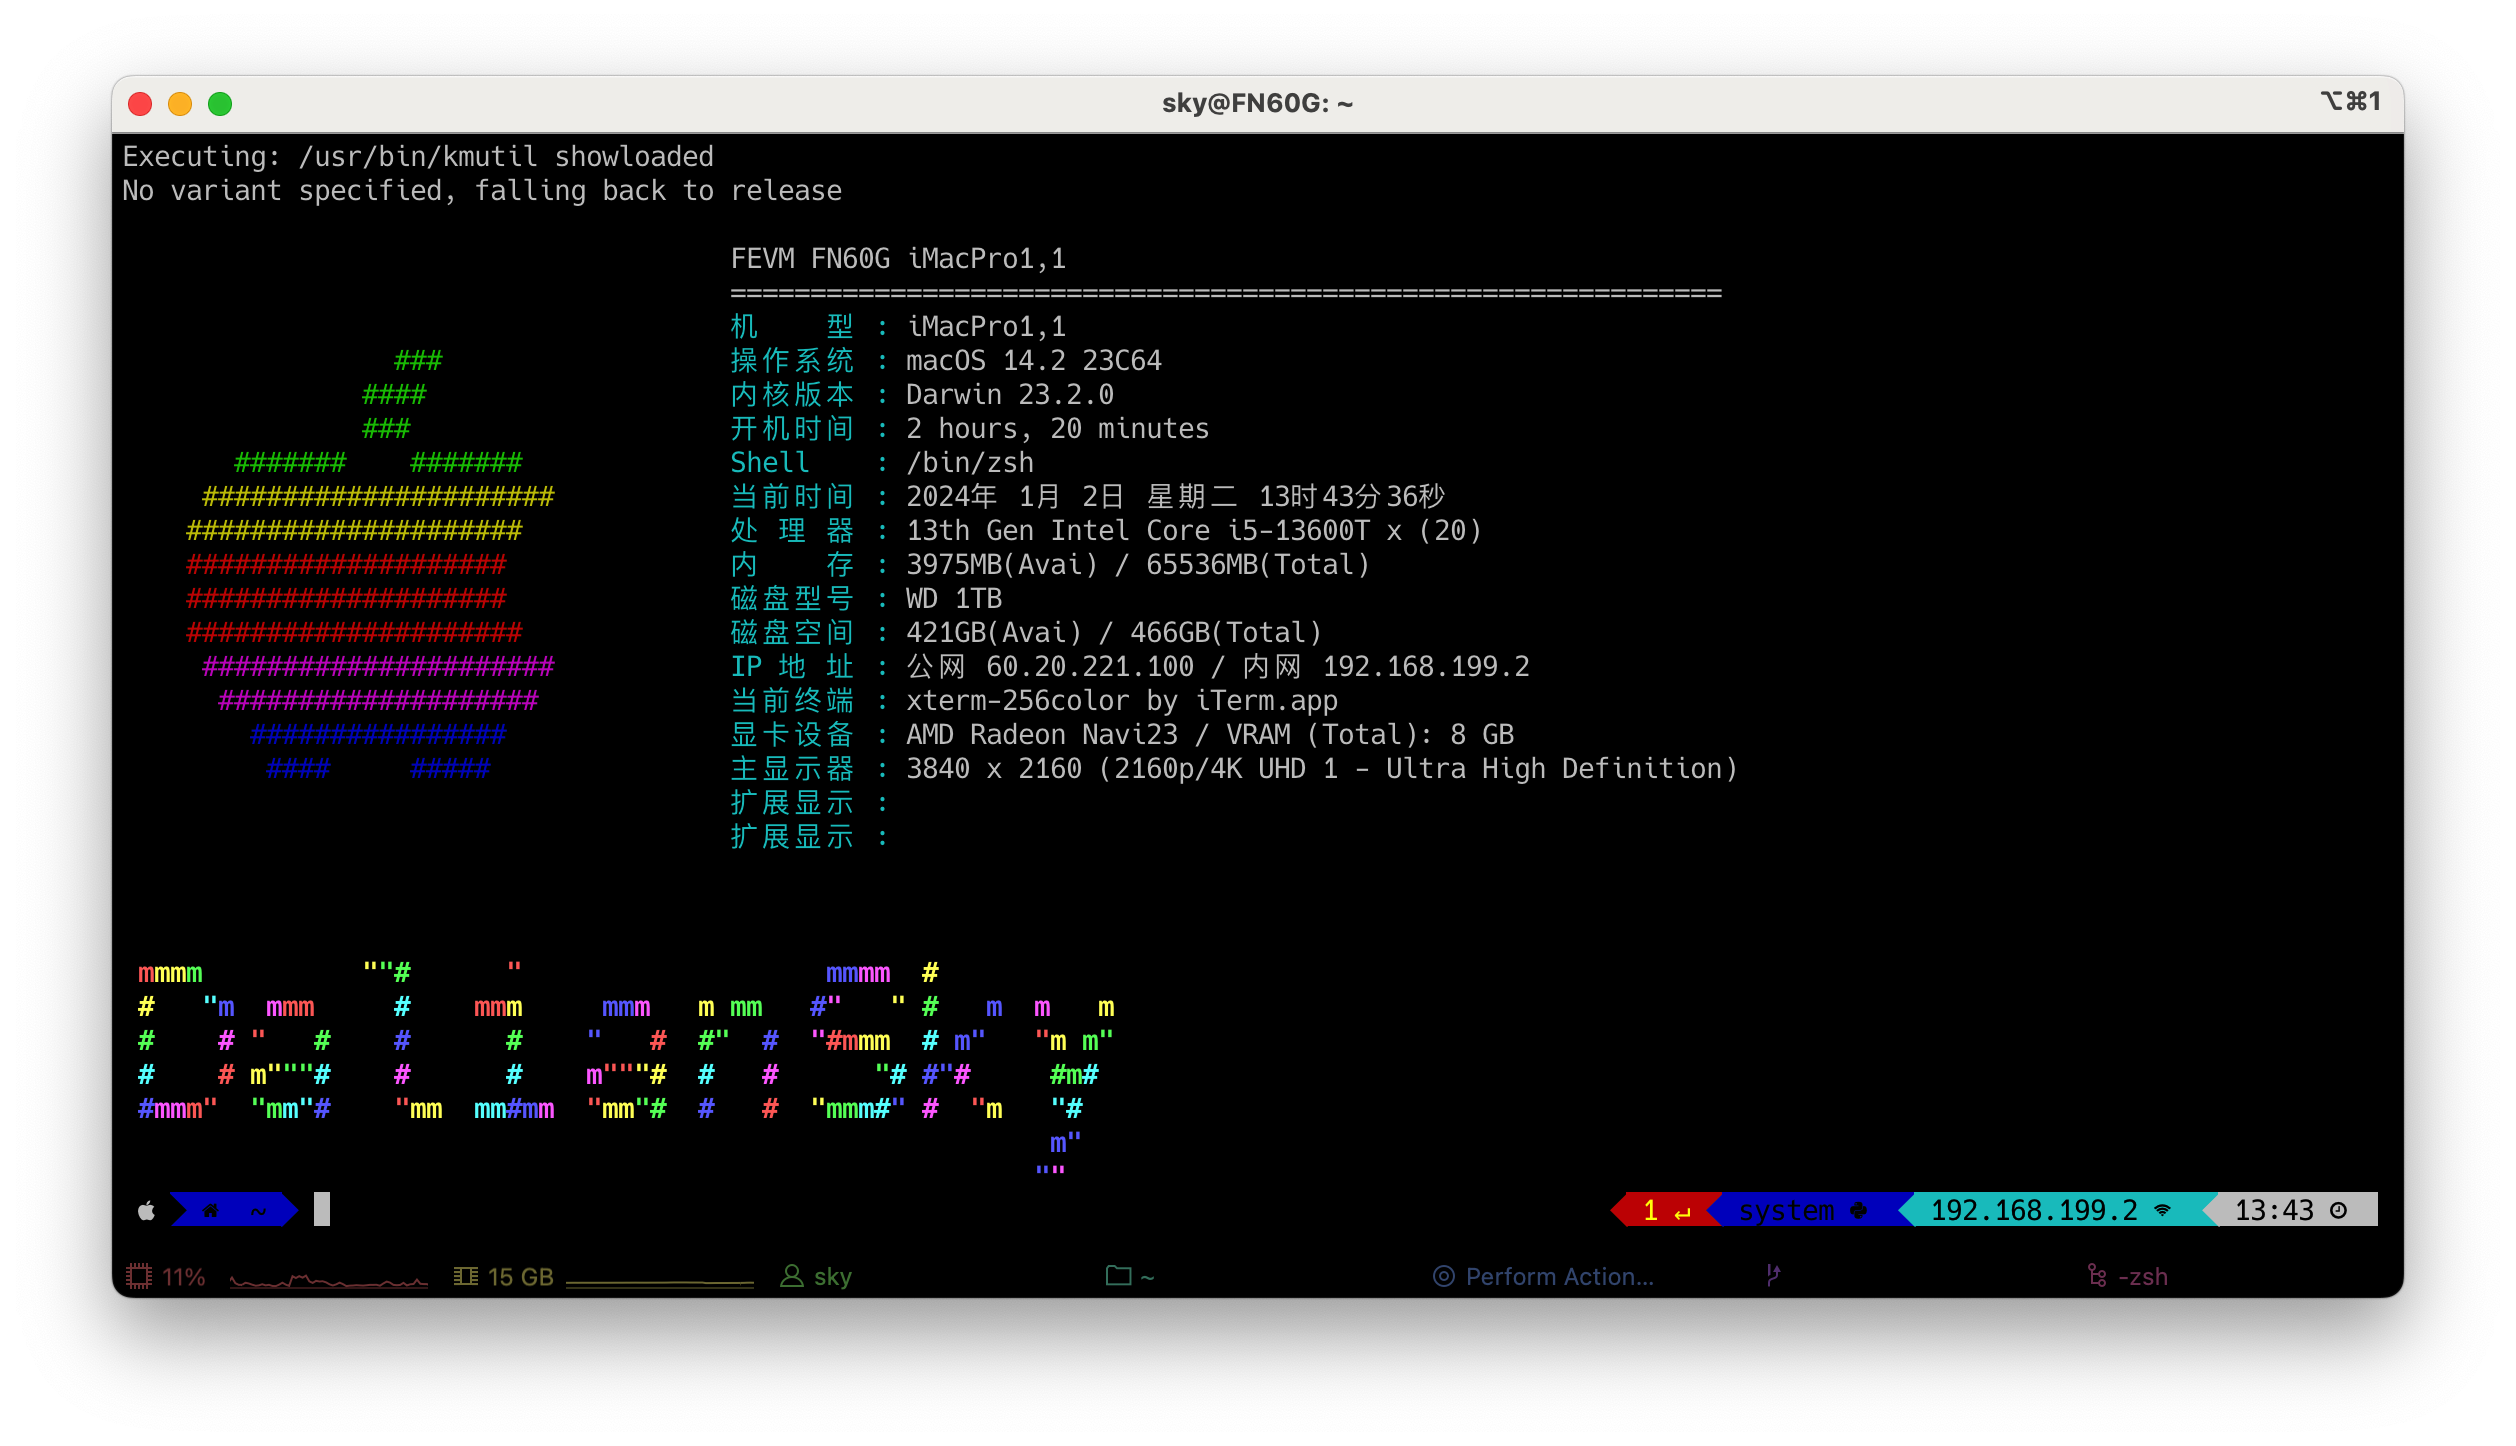 sky@FN60G: ~
⌥⌘1
Executing: /usr/bin/kmutil showloaded
No variant specified, falling back to release
FEVM FN60G iMacPro1,1
==============================================================
机 型 : iMacPro1,1
操作系统 : macOS 14.2 23C64
内核版本 : Darwin 23.2.0
开机时间 : 2 hours, 20 minutes
Shell : /bin/zsh
当前时间 : 2024年 1月 2日 星期二 13时43分36秒
处 理 器 : 13th Gen Intel Core i5-13600T x (20)
内 存 : 3975MB(Avai) / 65536MB(Total)
磁盘型号 : WD 1TB
磁盘空间 : 421GB(Avai) / 466GB(Total)
IP 地 址 : 公网 60.20.221.100 / 内网 192.168.199.2
当前终端 : xterm-256color by iTerm.app
显卡设备 : AMD Radeon Navi23 / VRAM (Total): 8 GB
主显示器 : 3840 x 2160 (2160p/4K UHD 1 - Ultra High Definition)
扩展显示 :
扩展显示 :
DalianSky
~
1 ↵ system 192.168.199.2 13:43
11% 15 GB sky ~ Perform Action... -zsh